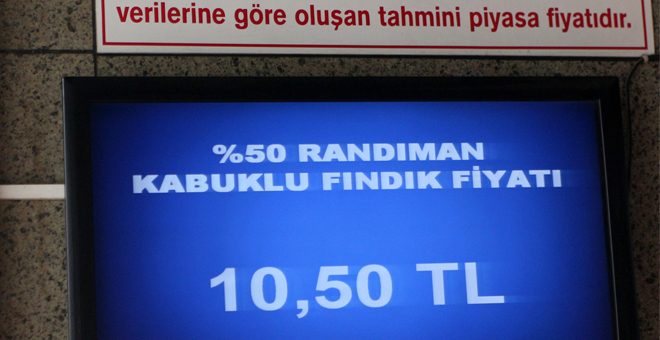 verilerine göre oluşan tahmini piyasa fiyatıdır.
%50 RANDIMAN
KABUKLU FINDIK FİYATI
10,50 TL